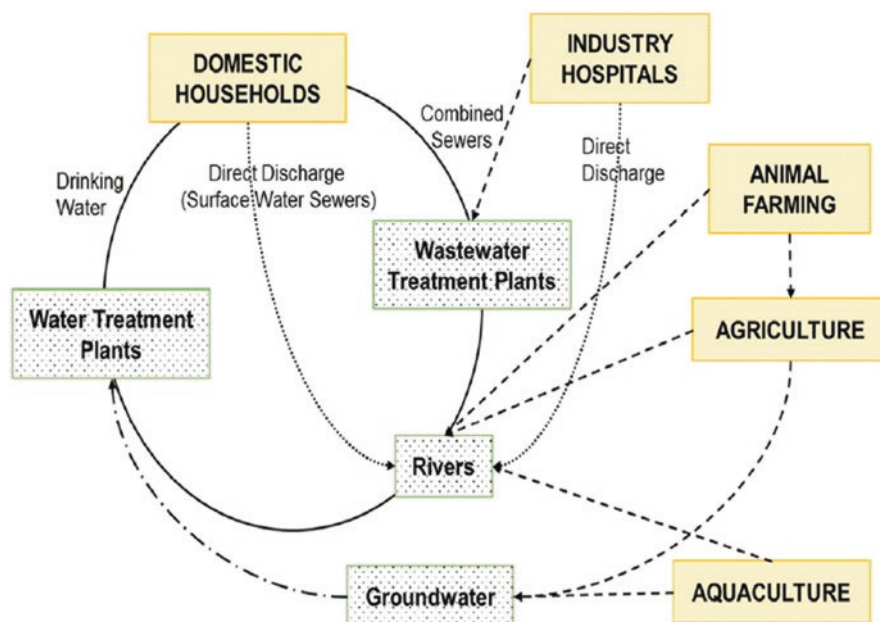 DOMESTIC
HOUSEHOLDS
INDUSTRY
HOSPITALS
Combined
Sewers
Direct
Discharge
Direct Discharge
(Surface Water Sewers)
Drinking
Water
ANIMAL
FARMING
Wastewater
Treatment Plants
Water Treatment
Plants
AGRICULTURE
Rivers
Groundwater
AQUACULTURE